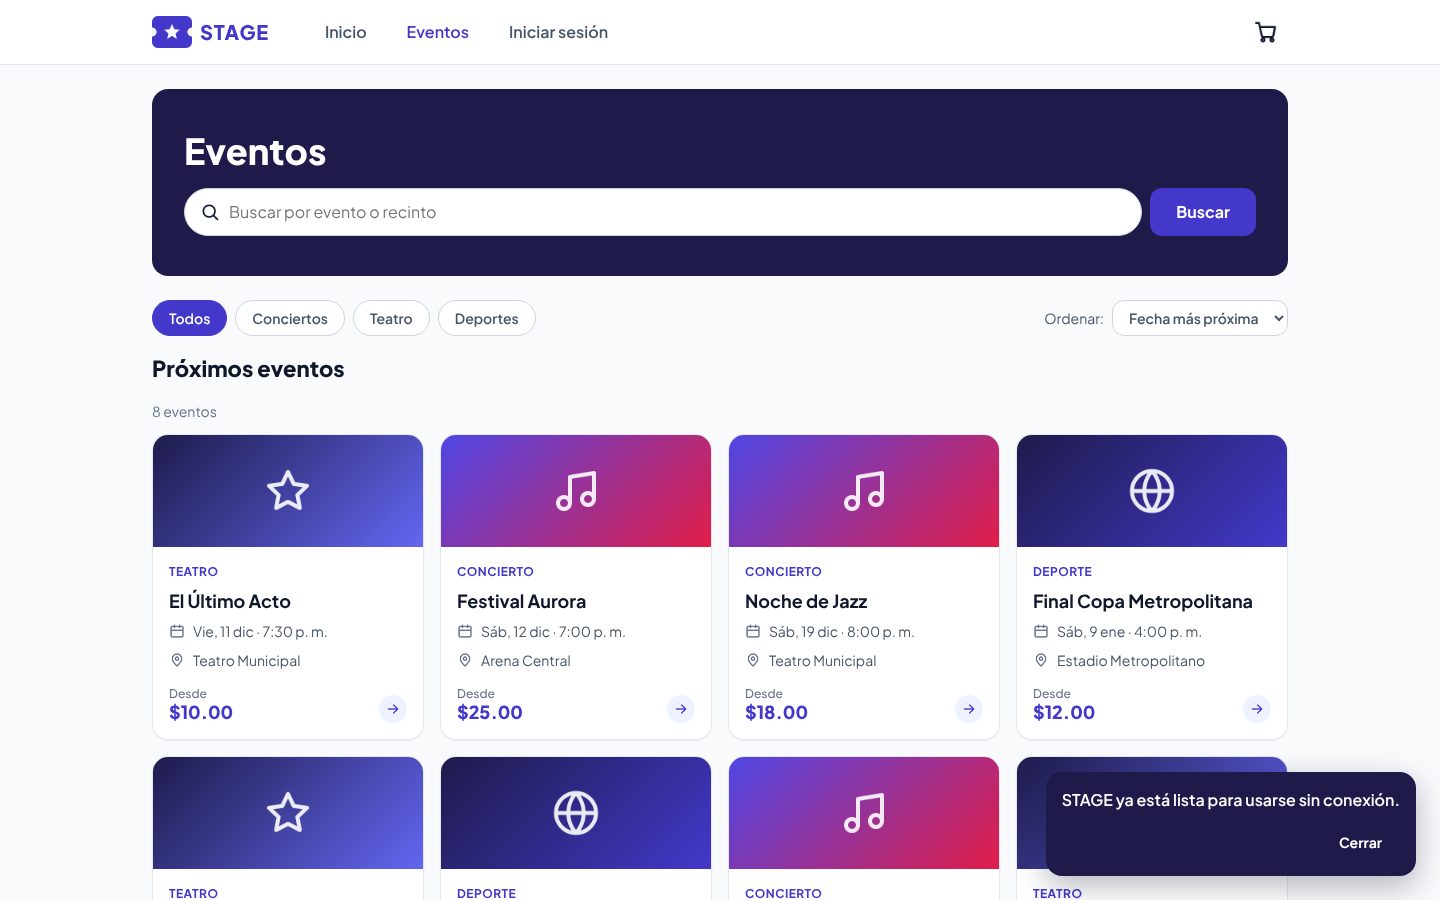 STAGE
Inicio
Eventos
Iniciar sesión
Eventos
Buscar por evento o recinto
Buscar
Todos
Conciertos
Teatro
Deportes
Ordenar:
Fecha más próxima
Próximos eventos
8 eventos
TEATRO
El Último Acto
Vie, 11 dic · 7:30 p. m.
Teatro Municipal
Desde
$10.00
CONCIERTO
Festival Aurora
Sáb, 12 dic · 7:00 p. m.
Arena Central
Desde
$25.00
CONCIERTO
Noche de Jazz
Sáb, 19 dic · 8:00 p. m.
Teatro Municipal
Desde
$18.00
DEPORTE
Final Copa Metropolitana
Sáb, 9 ene · 4:00 p. m.
Estadio Metropolitano
Desde
$12.00
TEATRO
DEPORTE
CONCIERTO
TEATRO
STAGE ya está lista para usarse sin conexión.
Cerrar